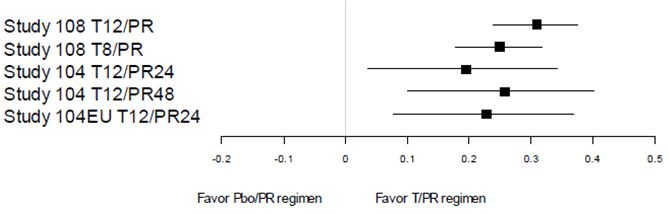 Study 108 T12/PR
Study 108 T8/PR
Study 104 T12/PR24
Study 104 T12/PR48
Study 104EU T12/PR24
-0.2 -0.1 0 0.1 0.2 0.3 0.4 0.5
Favor Pbo/PR regimen Favor T/PR regimen